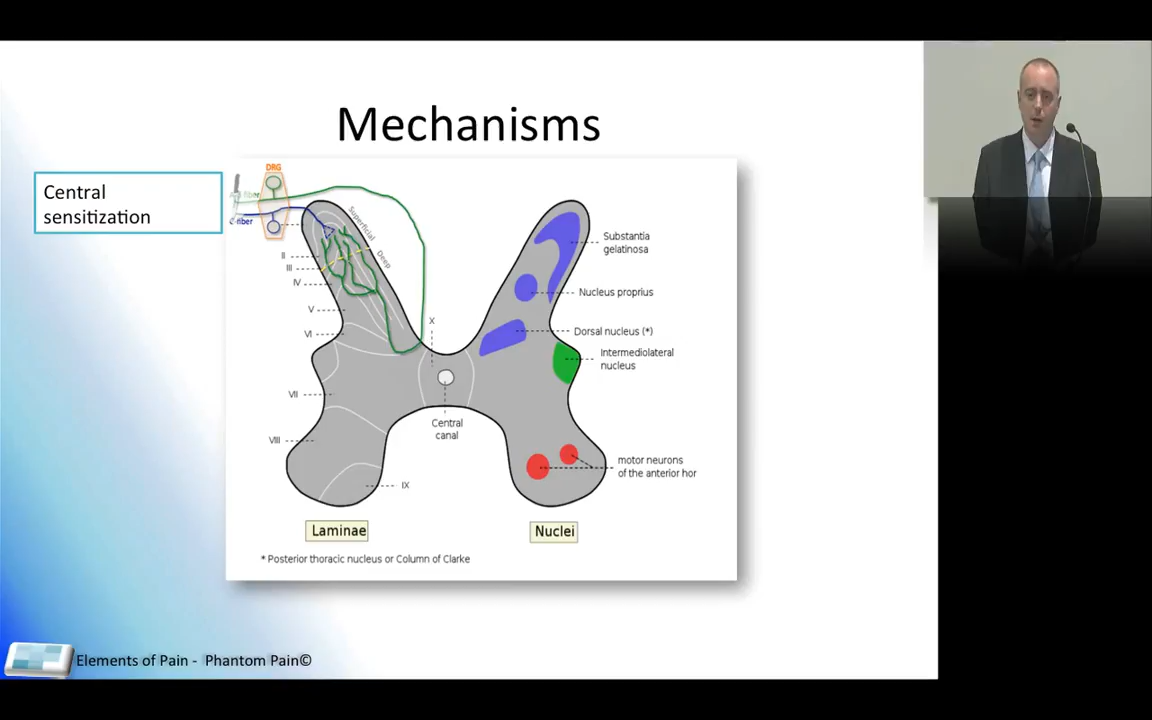 Mechanisms
Central
sensitization
DRG
fiber
C-fiber
Superficial
Deep
II
III
IV
V
VI
VII
VIII
IX
X
Central
canal
Substantia
gelatinosa
Nucleus proprius
Dorsal nucleus (*)
Intermediolateral
nucleus
motor neurons
of the anterior hor
Laminae
Nuclei
* Posterior thoracic nucleus or Column of Clarke
Elements of Pain - Phantom Pain©